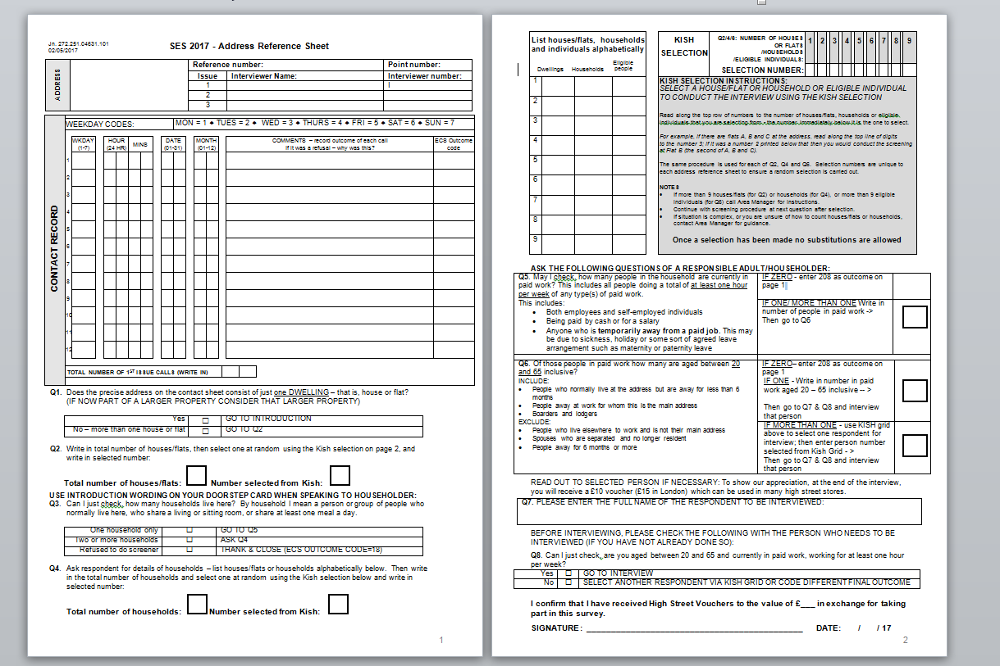 Jn. 272.251.04631.101
02/05/2017
SES 2017 - Address Reference Sheet
ADDRESS
Reference number:
Point number:
Issue
Interviewer Name:
Interviewer number:
1
I
2
3
CONTACT RECORD
WEEKDAY CODES:
MON = 1 ♦ TUES = 2 ♦ WED = 3 ♦ THURS = 4 ♦ FRI = 5 ♦ SAT = 6 ♦ SUN = 7
WKDAY
(1-7)
HOUR
(24 HR)
MINS
DATE
(01-31)
MONTH
(01-12)
COMMENTS – record outcome of each call
If it was a refusal – why was this?
ECS Outcome
code
1
2
3
4
5
6
7
8
9
10
11
12
TOTAL NUMBER OF 1ST ISSUE CALLS (WRITE IN)
Q1. Does the precise address on the contact sheet consist of just one DWELLING – that is, house or flat?
(IF NOW PART OF A LARGER PROPERTY CONSIDER THAT LARGER PROPERTY)
Yes ☐ GO TO INTRODUCTION
No – more than one house or flat ☐ GO TO Q2
Q2. Write in total number of houses/flats, then select one at random using the Kish selection on page 2, and
write in selected number:
Total number of houses/flats: Number selected from Kish:
USE INTRODUCTION WORDING ON YOUR DOORSTEP CARD WHEN SPEAKING TO HOUSEHOLDER:
Q3. Can I just check, how many households live here? By household I mean a person or group of people who
normally live here, who share a living or sitting room, or share at least one meal a day.
One household only ☐ GO TO Q5
Two or more households ☐ ASK Q4
Refused to do screener ☐ THANK & CLOSE (ECS OUTCOME CODE=18)
Q4. Ask respondent for details of households – list houses/flats or households alphabetically below. Then write
in the total number of households and select one at random using the Kish selection below and write in
selected number:
Total number of households: Number selected from Kish:
1
List houses/flats, households
and individuals alphabetically
Dwellings
Households
Eligible
people
1
2
3
4
5
6
7
8
9
KISH
SELECTION
Q2/4/6: NUMBER OF HOUSES
OR FLATS
/HOUSEHOLDS
/ELIGIBLE INDIVIDUALS:
1 2 3 4 5 6 7 8 9
SELECTION NUMBER:
KISH SELECTION INSTRUCTIONS:
SELECT A HOUSE/FLAT OR HOUSEHOLD OR ELIGIBLE INDIVIDUAL
TO CONDUCT THE INTERVIEW USING THE KISH SELECTION
Read along the top row of numbers to the number of houses/flats, households or eligible,
individuals that you are selecting from - the number immediately below it is the one to select.
For example, if there are flats A, B and C at the address, read along the top line of digits
to the number 3; if it was a number 2 printed below that then you would conduct the screening
at Flat B (the second of A, B and C).
The same procedure is used for each of Q2, Q4 and Q6. Selection numbers are unique to
each address reference sheet to ensure a random selection is carried out.
NOTES
• If more than 9 houses/flats (for Q2) or households (for Q4), or more than 9 eligible
individuals (for Q6) call Area Manager for instructions.
• Continue with screening procedure at next question after selection.
• If situation is complex, or you are unsure of how to count houses/flats or households,
contact Area Manager for guidance.
Once a selection has been made no substitutions are allowed
ASK THE FOLLOWING QUESTIONS OF A RESPONSIBLE ADULT/HOUSEHOLDER:
Q5. May I check, how many people in the household are currently in
paid work? This includes all people doing a total of at least one hour
per week of any type(s) of paid work.
This includes:
• Both employees and self-employed individuals
• Being paid by cash or for a salary
• Anyone who is temporarily away from a paid job. This may
be due to sickness, holiday or some sort of agreed leave
arrangement such as maternity or paternity leave
IF ZERO - enter 208 as outcome on
page 1
IF ONE/ MORE THAN ONE Write in
number of people in paid work ->
Then go to Q6
Q6. Of those people in paid work how many are aged between 20
and 65 inclusive?
INCLUDE:
• People who normally live at the address but are away for less than 6
months
• People away at work for whom this is the main address
• Boarders and lodgers
EXCLUDE:
• People who live elsewhere to work and is not their main address
• Spouses who are separated and no longer resident
• People away for 6 months or more
IF ZERO– enter 208 as outcome on
page 1
IF ONE - Write in number in paid
work aged 20 – 65 inclusive -- >
Then go to Q7 & Q8 and interview
that person
IF MORE THAN ONE - use KISH grid
above to select one respondent for
interview; then enter person number
selected from Kish Grid - >
Then go to Q7 & Q8 and interview
that person
READ OUT TO SELECTED PERSON IF NECESSARY: To show our appreciation, at the end of the interview,
you will receive a £10 voucher (£15 in London) which can be used in many high street stores.
Q7. PLEASE ENTER THE FULL NAME OF THE RESPONDENT TO BE INTERVIEWED:
BEFORE INTERVIEWING, PLEASE CHECK THE FOLLOWING WITH THE PERSON WHO NEEDS TO BE
INTERVIEWED (IF YOU HAVE NOT ALREADY DONE SO):
Q8. Can I just check, are you aged between 20 and 65 and currently in paid work, working for at least one hour
per week?
Yes ☐ GO TO INTERVIEW
No ☐ SELECT ANOTHER RESPONDENT VIA KISH GRID OR CODE DIFFERENT FINAL OUTCOME
I confirm that I have received High Street Vouchers to the value of £___ in exchange for taking
part in this survey.
SIGNATURE: ________________________________________ DATE: / / 17
2